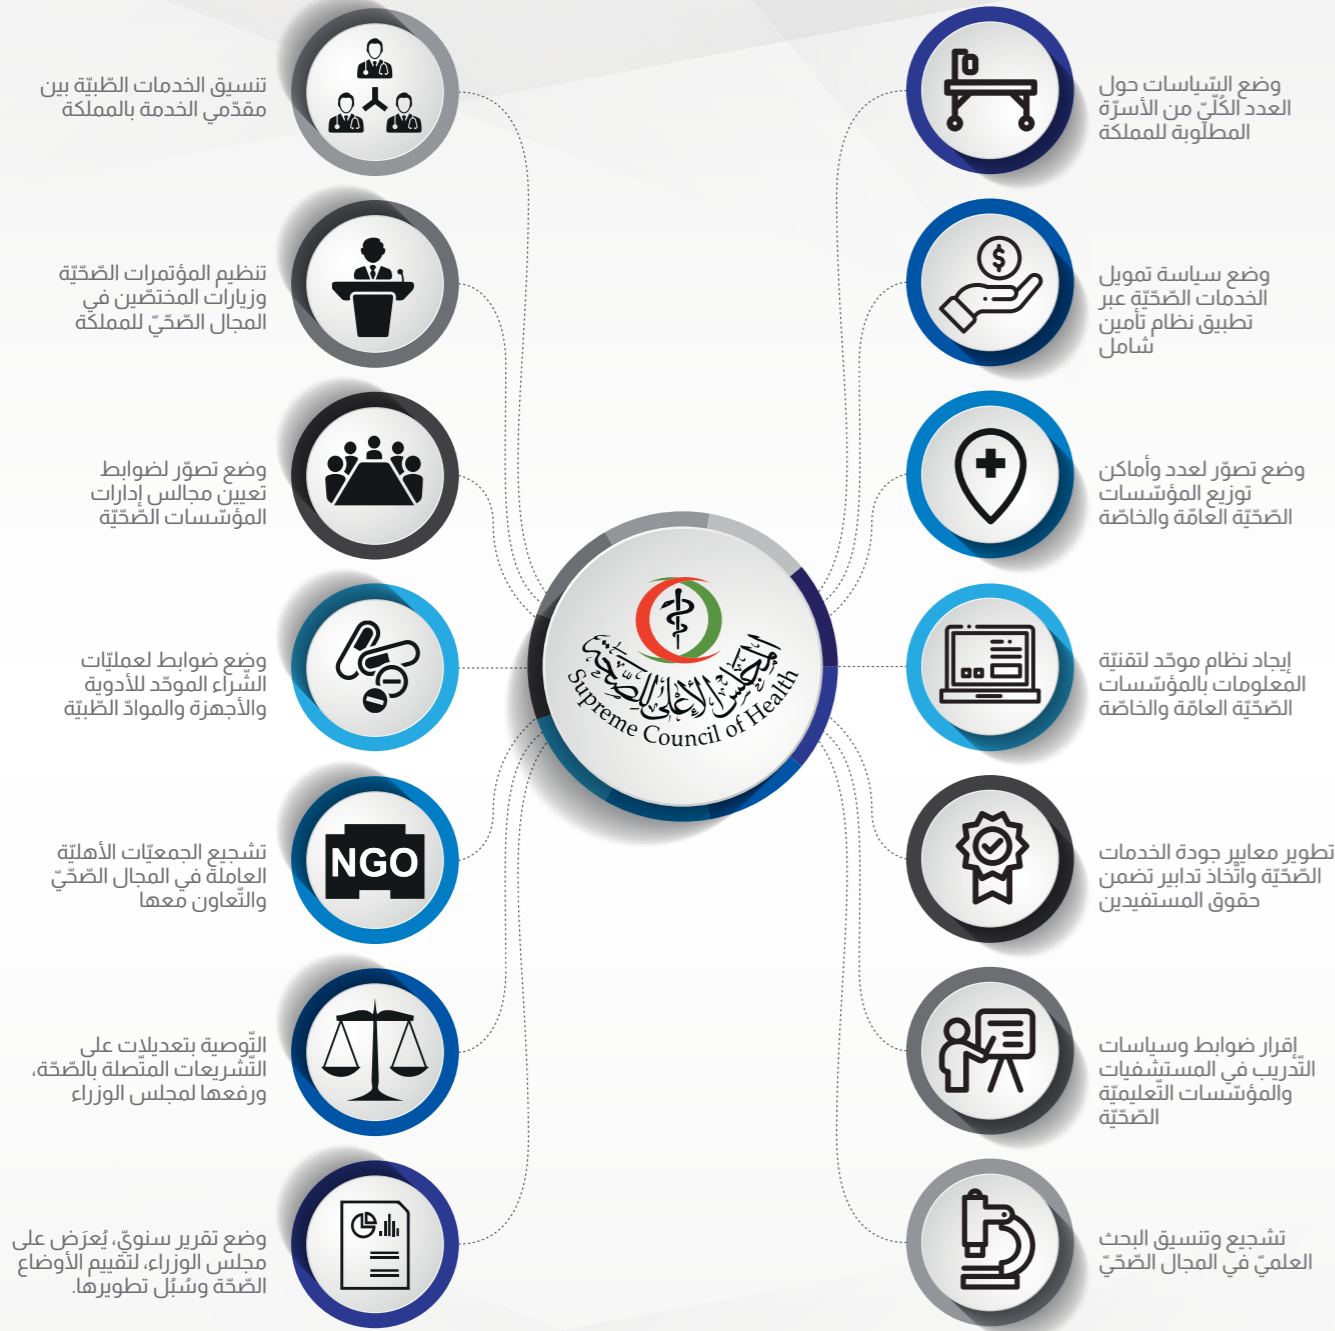 وضع السّياسات حول
العدد الكُلّيّ من الأسرّة
المطلوبة للمملكة
وضع سياسة تمويل
الخدمات الصّحّيّة عبر
تطبيق نظام تأمين
شامل
وضع تصوّر لعدد وأماكن
توزيع المؤسّسات
الصّحّيّة العامّة والخاصّة
إيجاد نظام موحّد لتقنيّة
المعلومات بالمؤسّسات
الصّحّيّة العامّة والخاصّة
تطوير معايير جودة الخدمات
الصّحّيّة واتّخاذ تدابير تضمن
حقوق المستفيدين
إقرار ضوابط وسياسات
التّدريب في المستشفيات
والمؤسّسات التّعليميّة
الصّحّيّة
تشجيع وتنسيق البحث
العلميّ في المجال الصّحّيّ
المجلس الأعلى للصحة
Supreme Council of Health
تنسيق الخدمات الطّبيّة بين
مقدّمي الخدمة بالمملكة
تنظيم المؤتمرات الصّحّيّة
وزيارات المختصّين في
المجال الصّحّيّ للمملكة
وضع تصوّر لضوابط
تعيين مجالس إدارات
المؤسّسات الصّحّيّة
وضع ضوابط لعمليّات
الشّراء الموحّد للأدوية
والأجهزة والموادّ الطّبيّة
NGO
تشجيع الجمعيّات الأهليّة
العاملة في المجال الصّحّيّ
والتّعاون معها
التّوصية بتعديلات على
التّشريعات المتّصلة بالصّحّة،
ورفعها لمجلس الوزراء
وضع تقرير سنويّ، يُعرَض على
مجلس الوزراء، لتقييم الأوضاع
الصّحّة وسُبُل تطويرها.